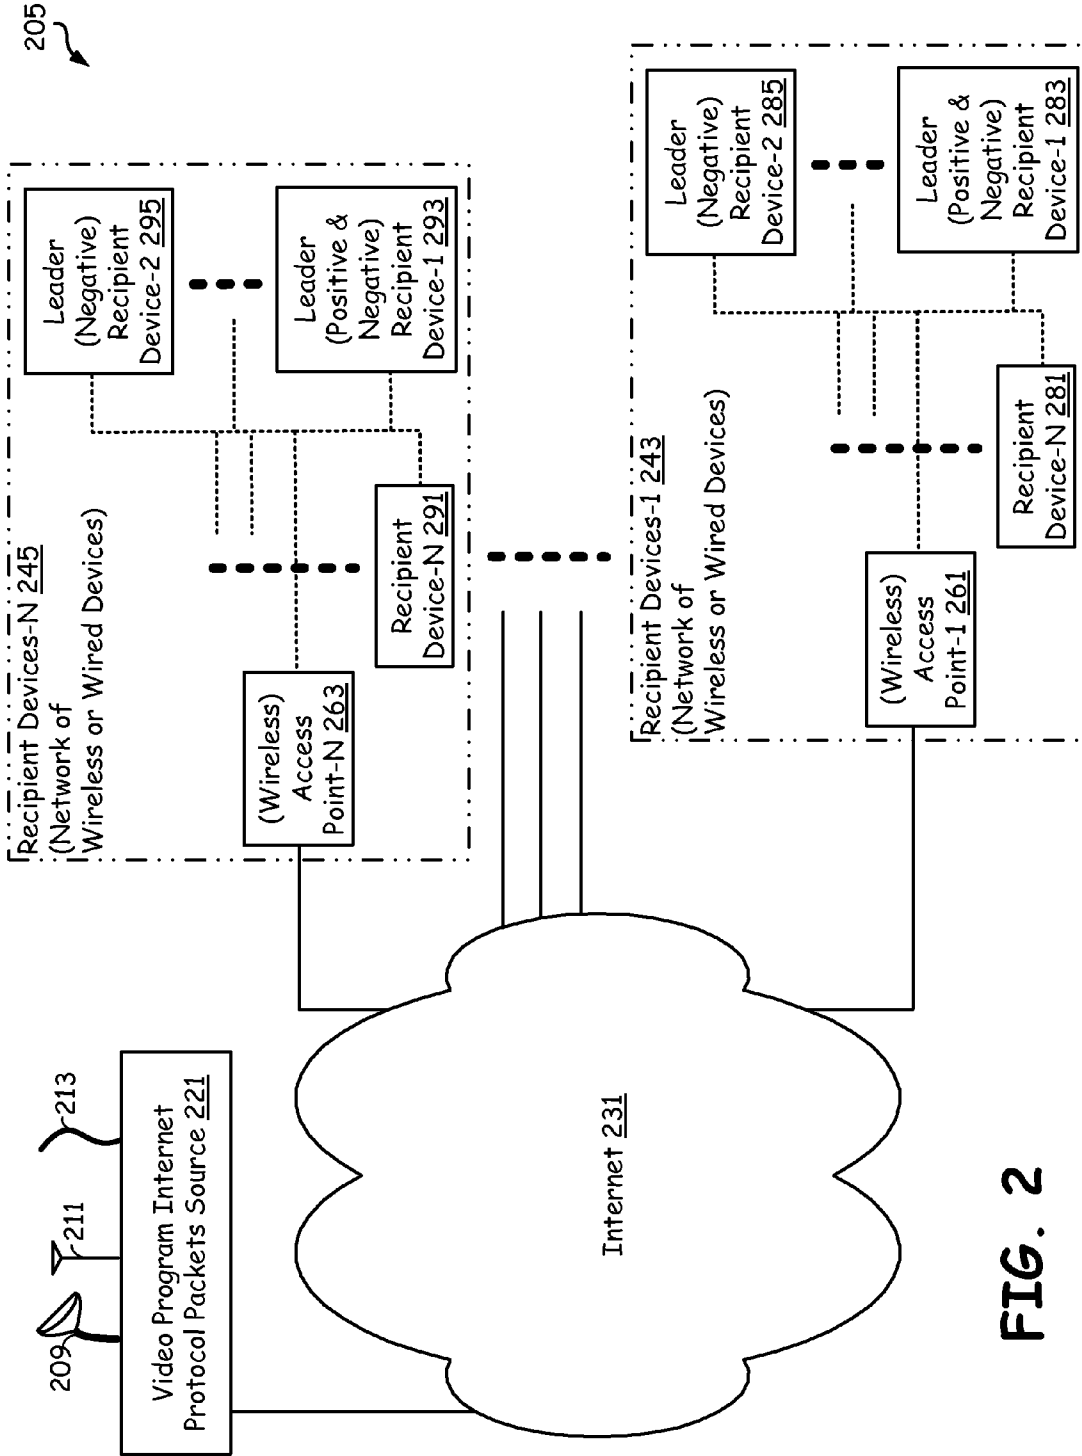 205
209
211
213
Video Program Internet
Protocol Packets Source 221
Internet 231
Recipient Devices-N 245
(Network of
Wireless or Wired Devices)
(Wireless)
Access
Point-N 263
Recipient
Device-N 291
Leader
(Negative)
Recipient
Device-2 295
Leader
(Positive &
Negative)
Recipient
Device-1 293
Recipient Devices-1 243
(Network of
Wireless or Wired Devices)
(Wireless)
Access
Point-1 261
Recipient
Device-N 281
Leader
(Negative)
Recipient
Device-2 285
Leader
(Positive &
Negative)
Recipient
Device-1 283
FIG. 2